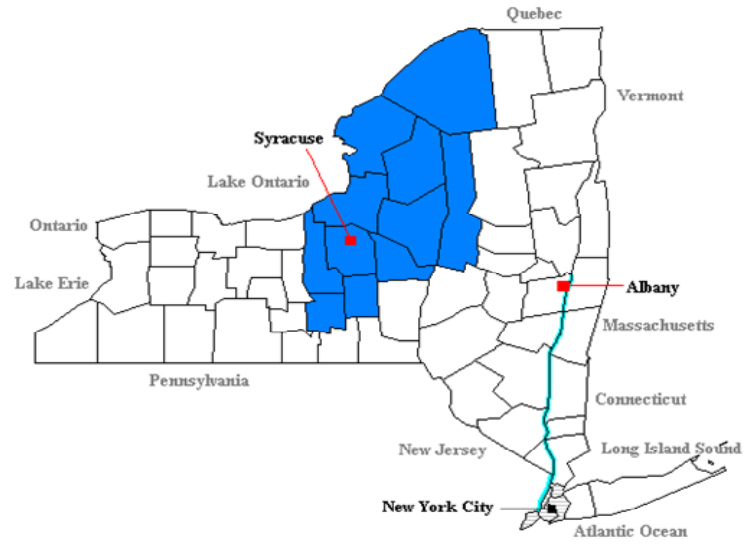 Quebec
Vermont
Syracuse
Lake Ontario
Ontario
Lake Erie
Albany
Massachusetts
Pennsylvania
Connecticut
New Jersey
Long Island Sound
New York City
Atlantic Ocean